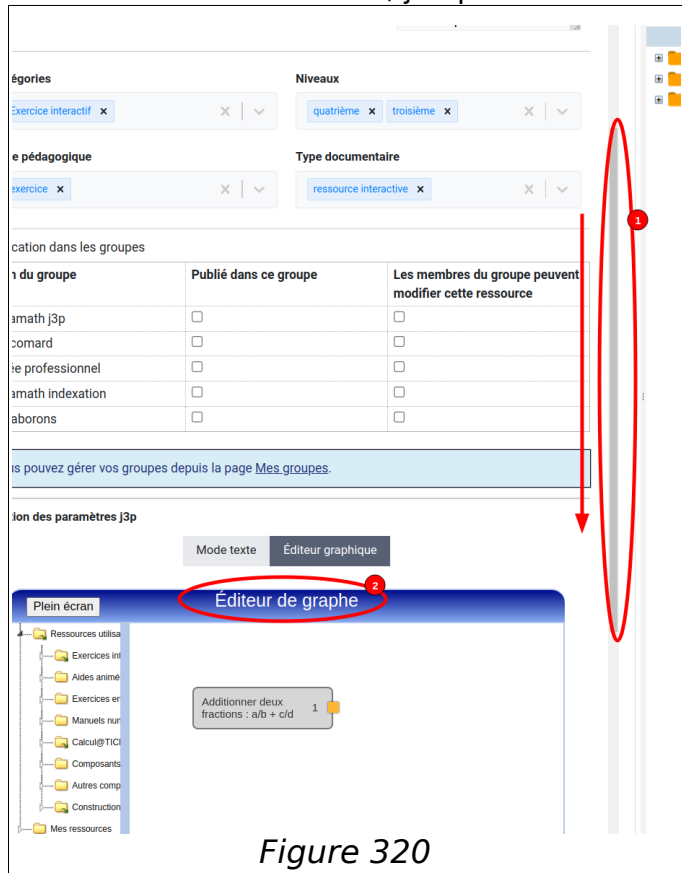 égories
Niveaux
Exercice interactif x
quatrième x troisième x
e pédagogique
Type documentaire
exercice x
ressource interactive x
1
cation dans les groupes
du groupe
Publié dans ce groupe
Les membres du groupe peuvent
modifier cette ressource
amath j3p
comard
ée professionnel
amath indexation
aborons
us pouvez gérer vos groupes depuis la page Mes groupes.
ion des paramètres j3p
Mode texte
Éditeur graphique
2
Plein écran
Éditeur de graphe
Ressources utilisa
Exercices int
Aides animé
Exercices en
Additionner deux
fractions : a/b + c/d
1
Manuels nur
Calcul@TICE
Composants
Autres comp
Construction
Mes ressources
Figure 320